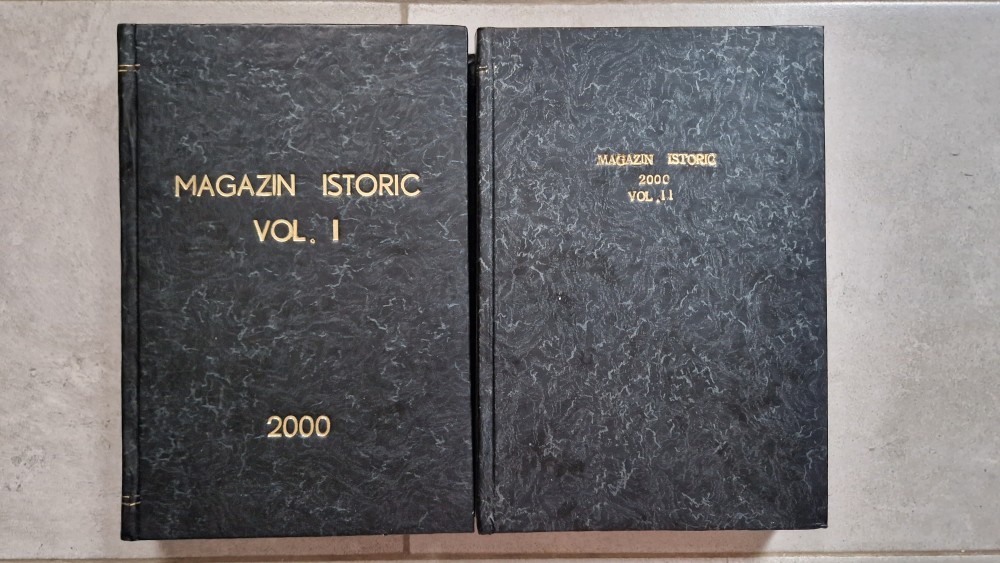 MAGAZIN ISTORIC
VOL. I
2000
MAGAZIN ISTORIC
2000
VOL.II